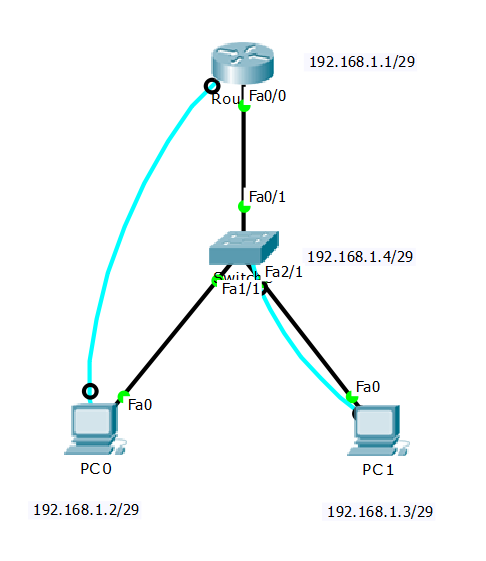 192.168.1.1/29
Rou
Fa0/0
Fa0/1
192.168.1.4/29
Fa2/1
Fa1/1
Fa0
Fa0
PC0
PC1
192.168.1.2/29
192.168.1.3/29